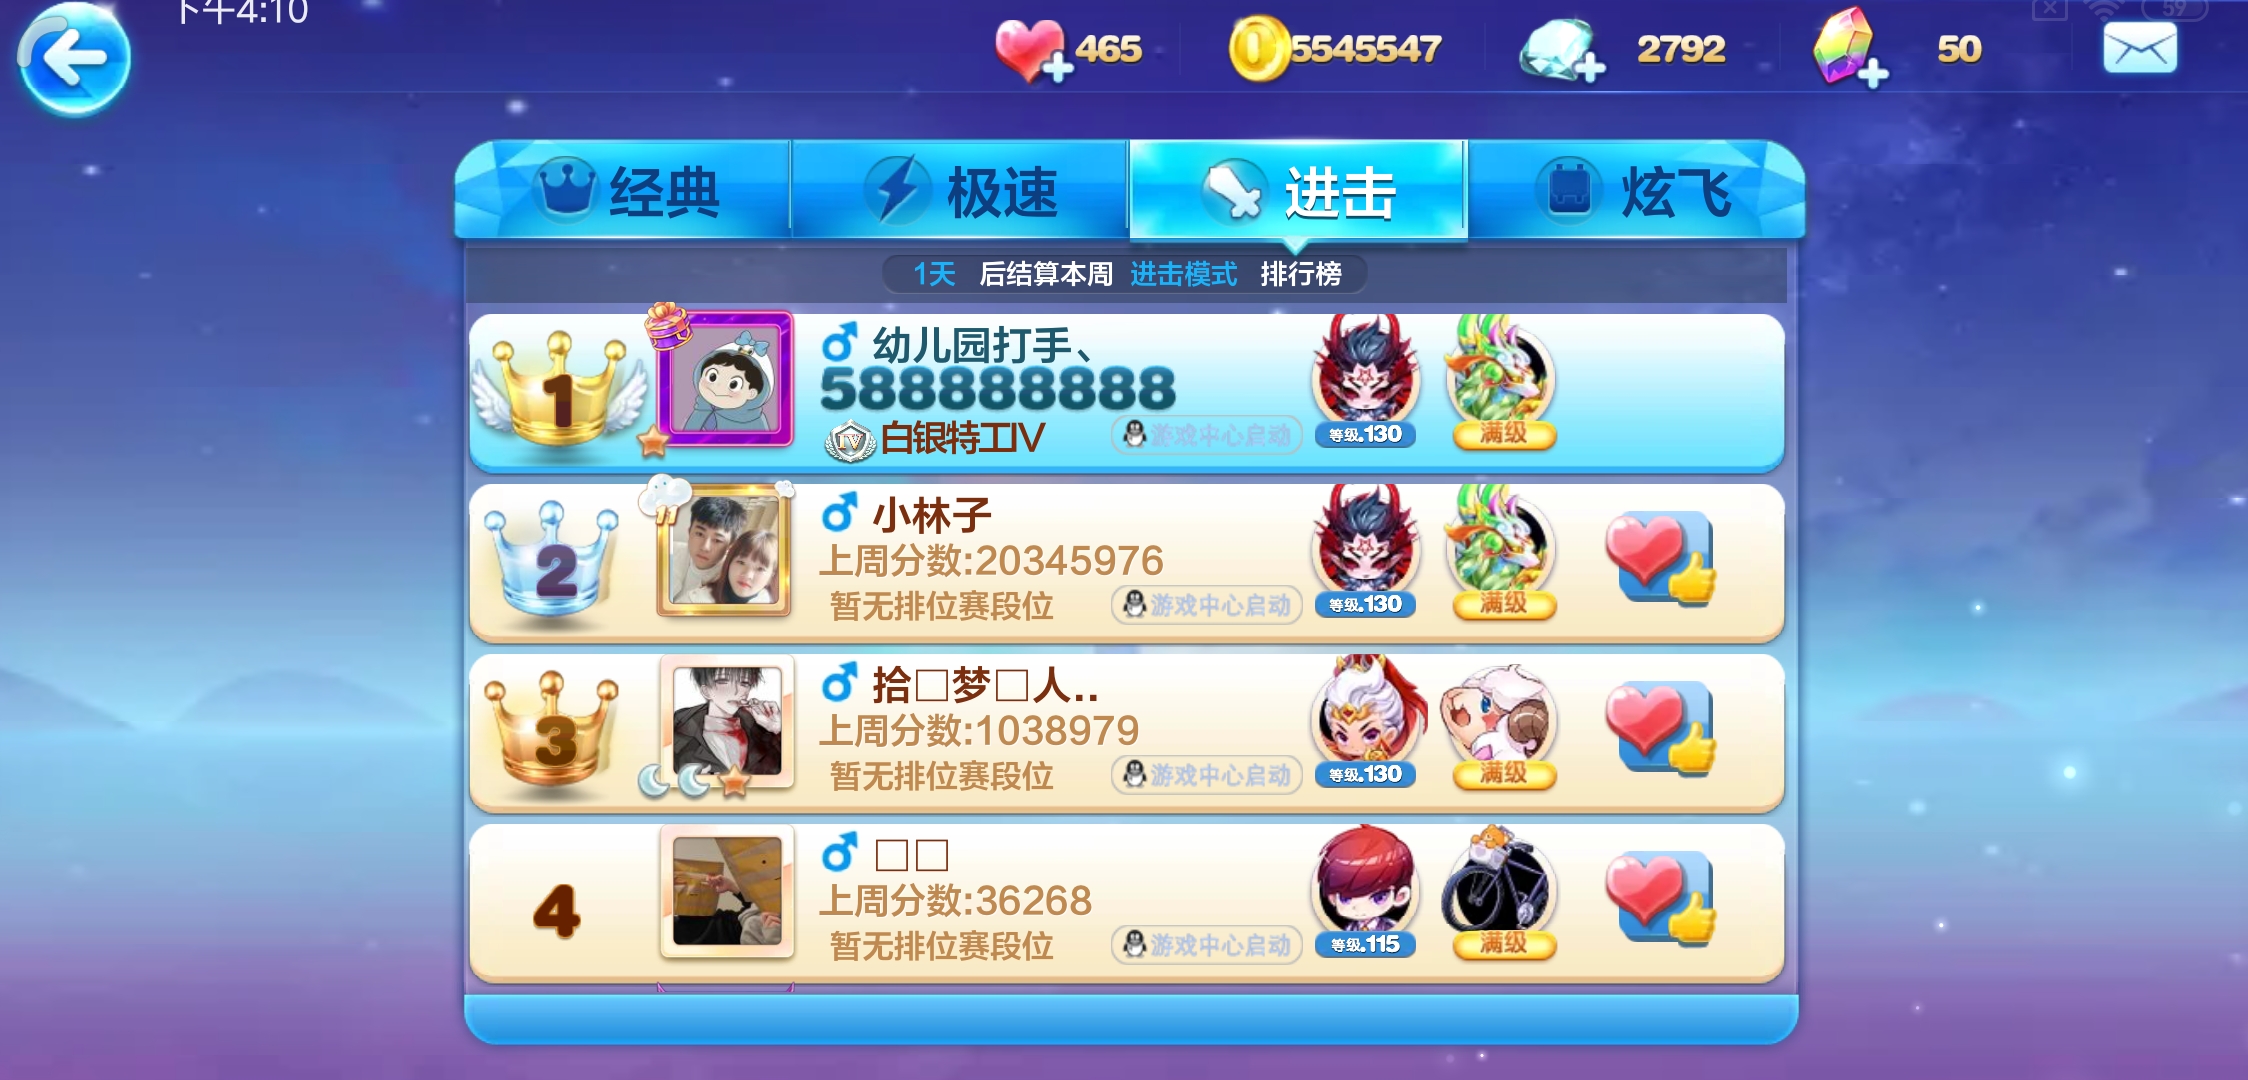 下午4:10
59
465
5545547
2792
50
经典
极速
进击
炫飞
1天 后结算本周 进击模式 排行榜
1
幼儿园打手、
588888888
IV 白银特工IV
游戏中心启动
等级.130
满级
2
11
小林子
上周分数:20345976
暂无排位赛段位
游戏中心启动
等级.130
满级
3
拾□梦□人..
上周分数:1038979
暂无排位赛段位
游戏中心启动
等级.130
满级
4
□□
上周分数:36268
暂无排位赛段位
游戏中心启动
等级.115
满级